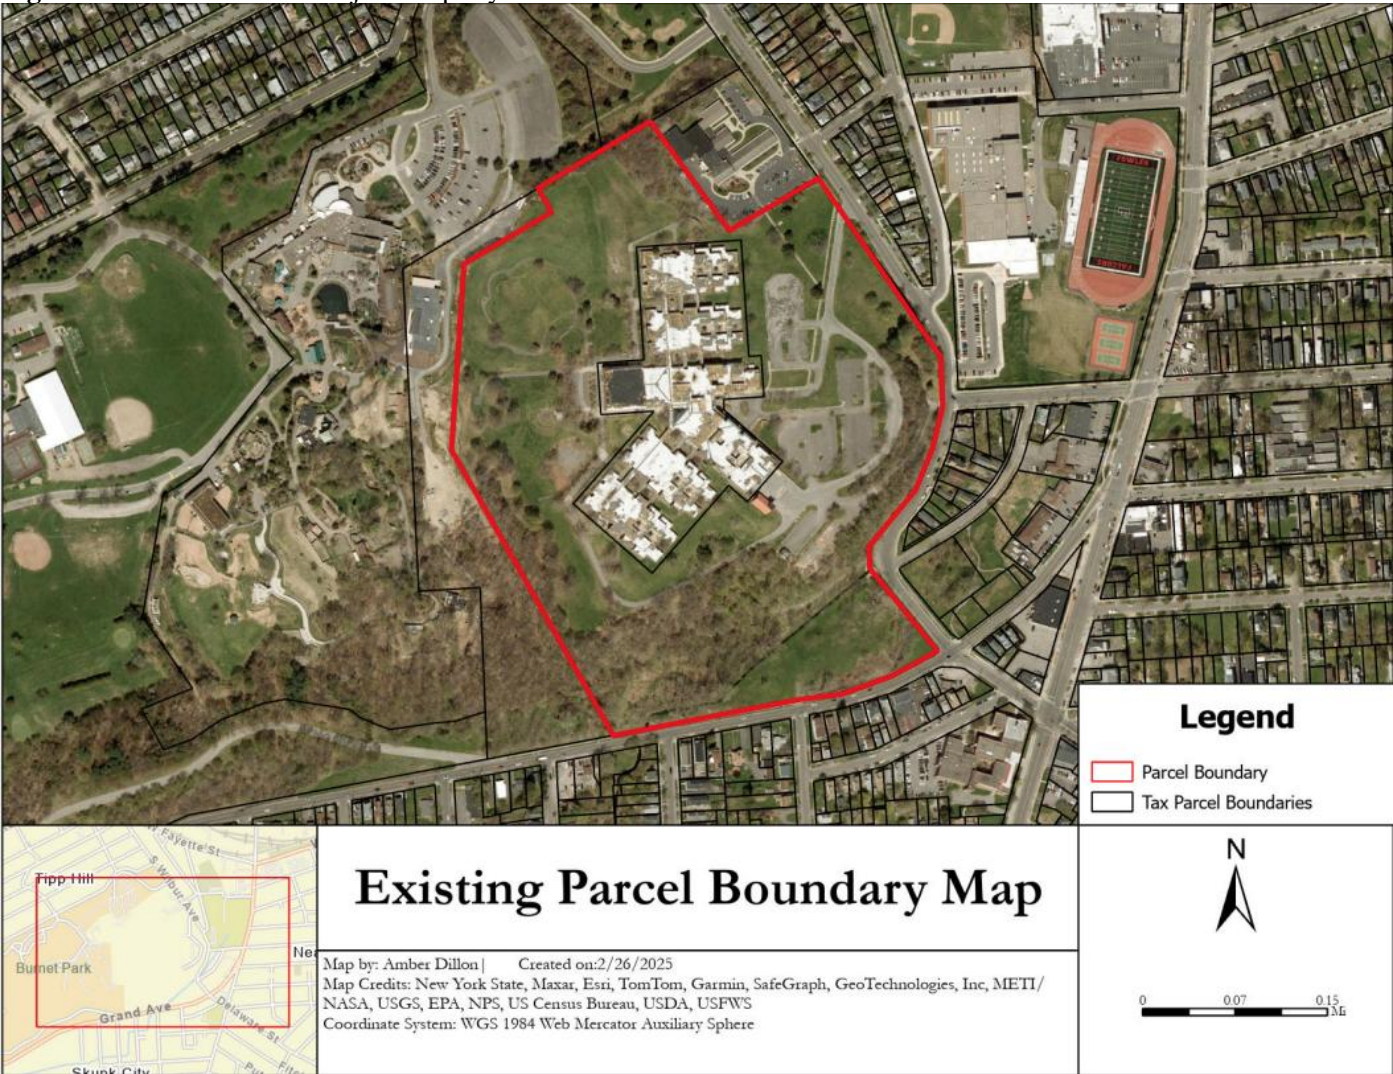 FOWLER
FALCONS
Legend
Parcel Boundary
Tax Parcel Boundaries
W Fayette St
S Wilbur Ave
Tipp Hill
Burnet Park
Grand Ave
Delaware St
Skunk City
Existing Parcel Boundary Map
Map by: Amber Dillon| Created on:2/26/2025
Map Credits: New York State, Maxar, Esri, TomTom, Garmin, SafeGraph, GeoTechnologies, Inc, METI/
NASA, USGS, EPA, NPS, US Census Bureau, USDA, USFWS
Coordinate System: WGS 1984 Web Mercator Auxiliary Sphere
N
0 0.07 0.15
Mi